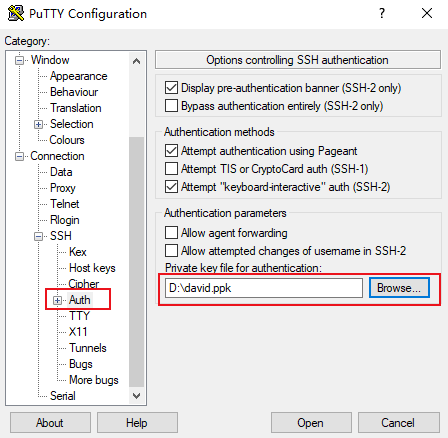 PuTTY Configuration
?
Category:
Window
Appearance
Behaviour
Translation
Selection
Colours
Connection
Data
Proxy
Telnet
Rlogin
SSH
Kex
Host keys
Cipher
Auth
TTY
X11
Tunnels
Bugs
More bugs
Serial
Options controlling SSH authentication
Display pre-authentication banner (SSH-2 only)
Bypass authentication entirely (SSH-2 only)
Authentication methods
Attempt authentication using Pageant
Attempt TIS or CryptoCard auth (SSH-1)
Attempt "keyboard-interactive" auth (SSH-2)
Authentication parameters
Allow agent forwarding
Allow attempted changes of username in SSH-2
Private key file for authentication:
D:\david.ppk
Browse...
About
Help
Open
Cancel